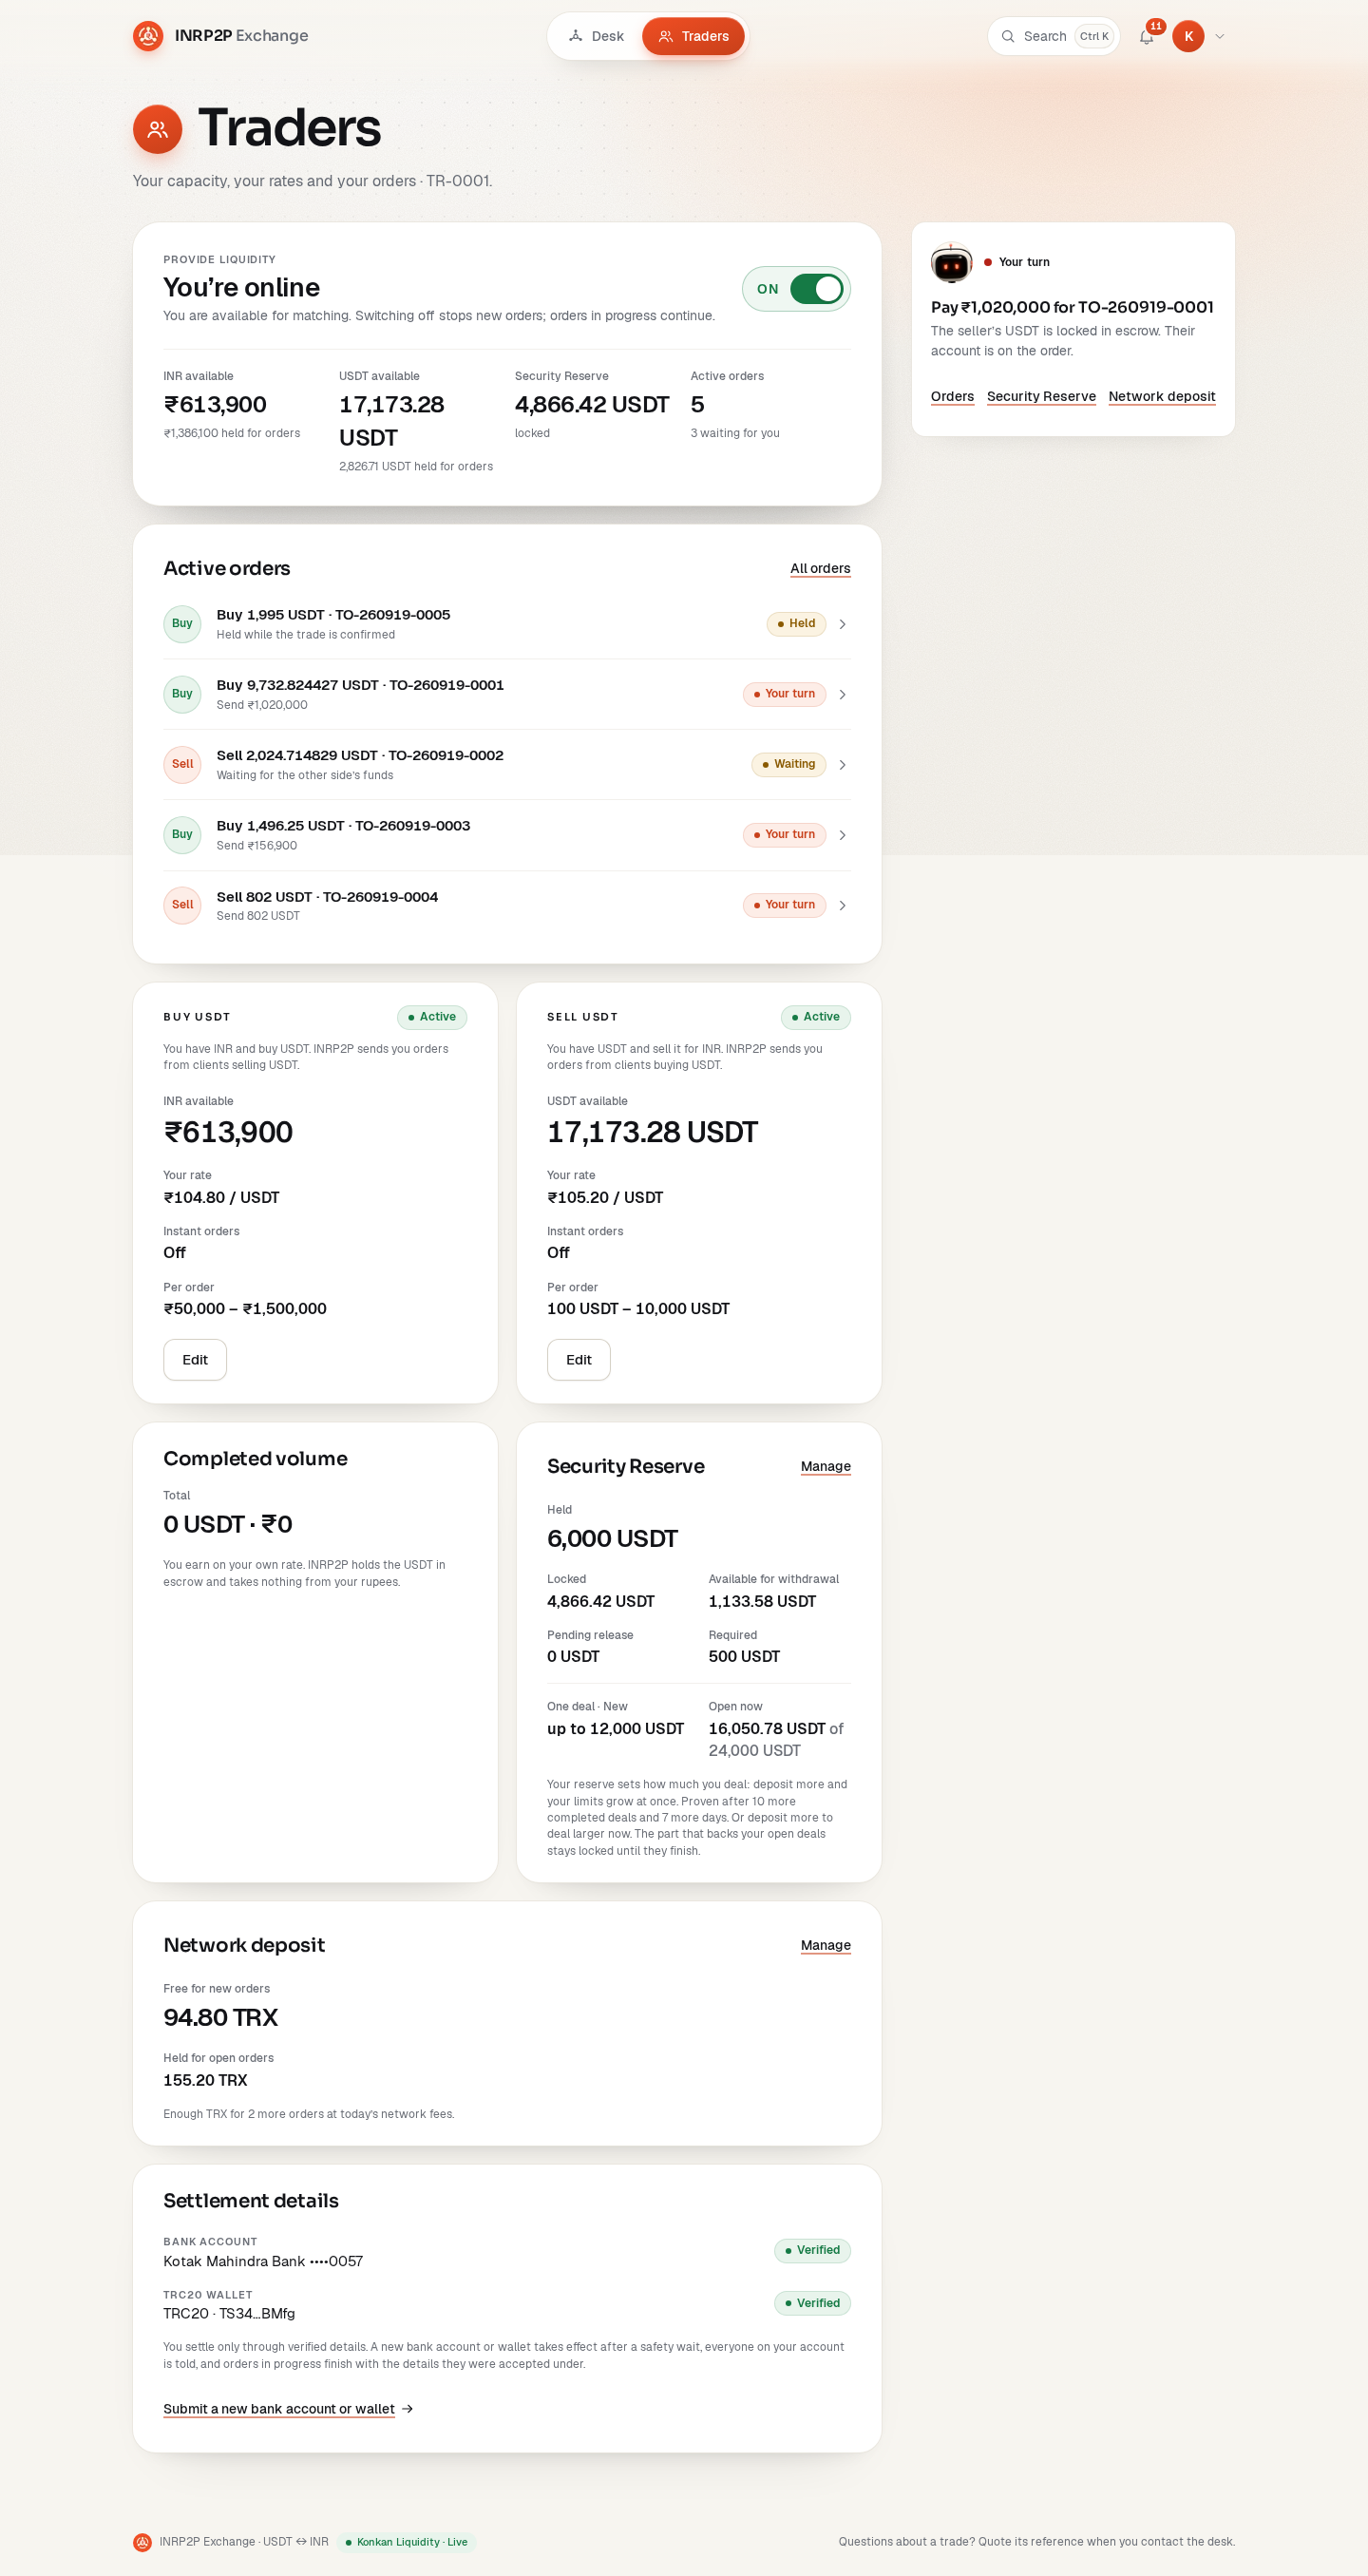 INRP2P Exchange
Desk
Traders
Search Ctrl K
11
K
Traders
Your capacity, your rates and your orders · TR-0001.
PROVIDE LIQUIDITY
You're online
You are available for matching. Switching off stops new orders; orders in progress continue.
ON
INR available
₹613,900
₹1,386,100 held for orders
USDT available
17,173.28
USDT
2,826.71 USDT held for orders
Security Reserve
4,866.42 USDT
locked
Active orders
5
3 waiting for you
Your turn
Pay ₹1,020,000 for TO-260919-0001
The seller's USDT is locked in escrow. Their
account is on the order.
Orders Security Reserve Network deposit
Active orders
All orders
Buy
Buy 1,995 USDT · TO-260919-0005
Held while the trade is confirmed
Held
Buy
Buy 9,732.824427 USDT · TO-260919-0001
Send ₹1,020,000
Your turn
Sell
Sell 2,024.714829 USDT · TO-260919-0002
Waiting for the other side's funds
Waiting
Buy
Buy 1,496.25 USDT · TO-260919-0003
Send ₹156,900
Your turn
Sell
Sell 802 USDT · TO-260919-0004
Send 802 USDT
Your turn
BUY USDT
Active
You have INR and buy USDT. INRP2P sends you orders
from clients selling USDT.
INR available
₹613,900
Your rate
₹104.80 / USDT
Instant orders
Off
Per order
₹50,000 – ₹1,500,000
Edit
SELL USDT
Active
You have USDT and sell it for INR. INRP2P sends you
orders from clients buying USDT.
USDT available
17,173.28 USDT
Your rate
₹105.20 / USDT
Instant orders
Off
Per order
100 USDT – 10,000 USDT
Edit
Completed volume
Total
0 USDT · ₹0
You earn on your own rate. INRP2P holds the USDT in
escrow and takes nothing from your rupees.
Security Reserve
Manage
Held
6,000 USDT
Locked
4,866.42 USDT
Available for withdrawal
1,133.58 USDT
Pending release
0 USDT
Required
500 USDT
One deal · New
up to 12,000 USDT
Open now
16,050.78 USDT of
24,000 USDT
Your reserve sets how much you deal: deposit more and
your limits grow at once. Proven after 10 more
completed deals and 7 more days. Or deposit more to
deal larger now. The part that backs your open deals
stays locked until they finish.
Network deposit
Manage
Free for new orders
94.80 TRX
Held for open orders
155.20 TRX
Enough TRX for 2 more orders at today's network fees.
Settlement details
BANK ACCOUNT
Kotak Mahindra Bank ••••0057
Verified
TRC20 WALLET
TRC20 · TS34…BMfg
Verified
You settle only through verified details. A new bank account or wallet takes effect after a safety wait, everyone on your account
is told, and orders in progress finish with the details they were accepted under.
Submit a new bank account or wallet →
INRP2P Exchange · USDT ↔ INR
Konkan Liquidity · Live
Questions about a trade? Quote its reference when you contact the desk.